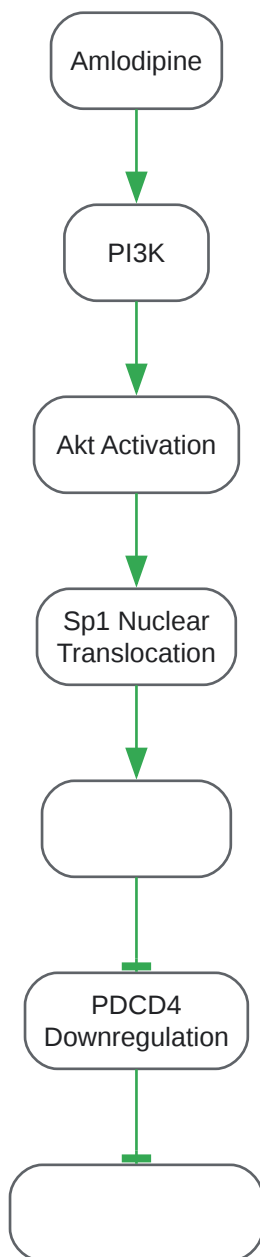 Amlodipine
PI3K
Akt Activation
Sp1 Nuclear
Translocation
PDCD4
Downregulation